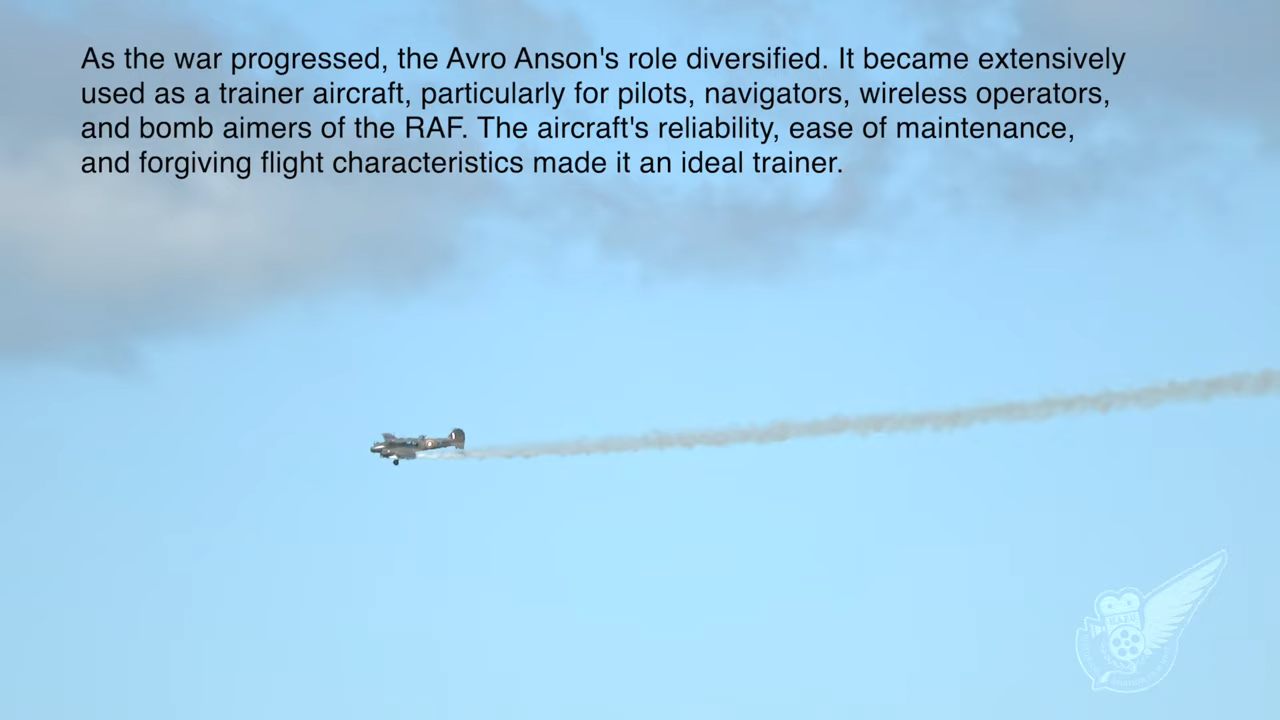 As the war progressed, the Avro Anson's role diversified. It became extensively
used as a trainer aircraft, particularly for pilots, navigators, wireless operators,
and bomb aimers of the RAF. The aircraft's reliability, ease of maintenance,
and forgiving flight characteristics made it an ideal trainer.